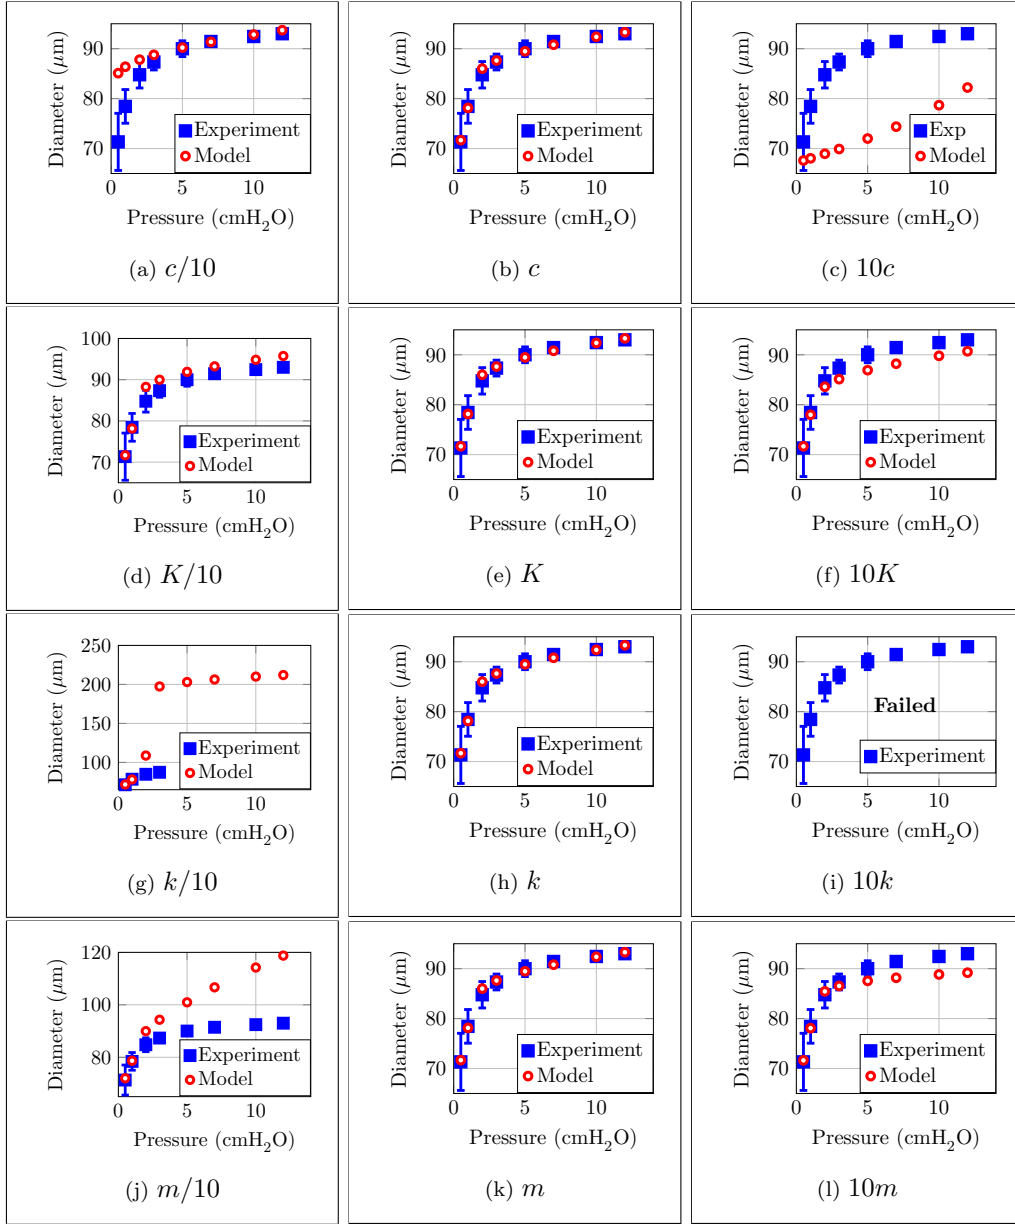 90
80
70
0
5
10
Diameter (μm)
Pressure (cmH₂O)
Experiment
Model
(a) c/10
90
80
70
0
5
10
Diameter (μm)
Pressure (cmH₂O)
Experiment
Model
(b) c
90
80
70
0
5
10
Diameter (μm)
Pressure (cmH₂O)
Exp
Model
(c) 10c
100
90
80
70
0
5
10
Diameter (μm)
Pressure (cmH₂O)
Experiment
Model
(d) K/10
90
80
70
0
5
10
Diameter (μm)
Pressure (cmH₂O)
Experiment
Model
(e) K
90
80
70
0
5
10
Diameter (μm)
Pressure (cmH₂O)
Experiment
Model
(f) 10K
250
200
150
100
0
5
10
Diameter (μm)
Pressure (cmH₂O)
Experiment
Model
(g) k/10
90
80
70
0
5
10
Diameter (μm)
Pressure (cmH₂O)
Experiment
Model
(h) k
90
80
70
0
5
10
Diameter (μm)
Pressure (cmH₂O)
Failed
Experiment
(i) 10k
120
100
80
0
5
10
Diameter (μm)
Pressure (cmH₂O)
Experiment
Model
(j) m/10
90
80
70
0
5
10
Diameter (μm)
Pressure (cmH₂O)
Experiment
Model
(k) m
90
80
70
0
5
10
Diameter (μm)
Pressure (cmH₂O)
Experiment
Model
(l) 10m